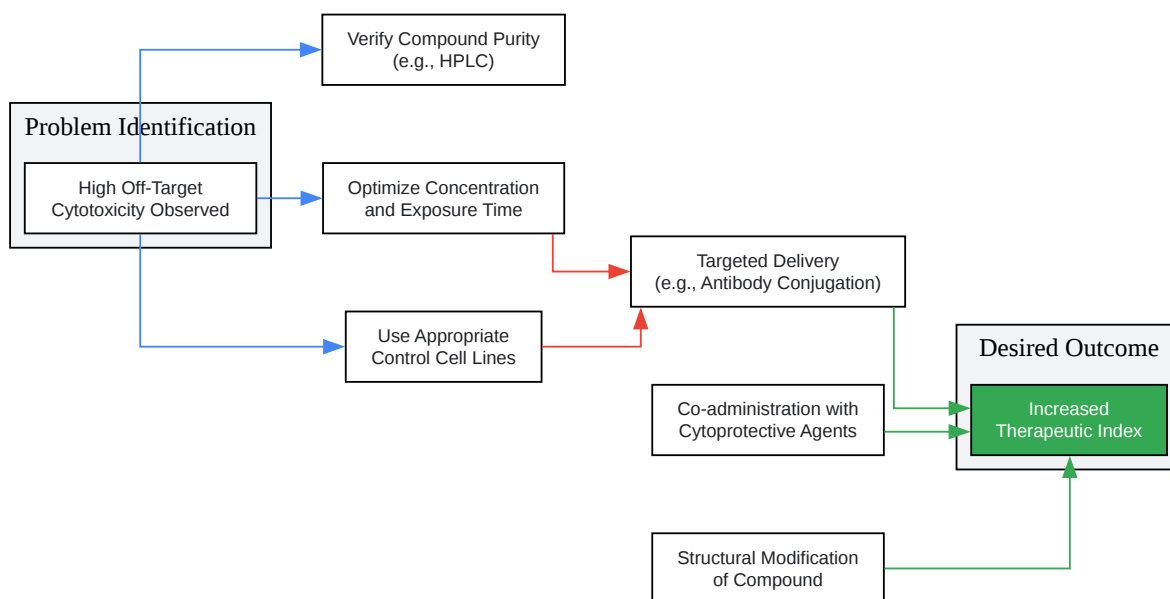 Verify Compound Purity
(e.g., HPLC)
Problem Identification
High Off-Target
Cytotoxicity Observed
Optimize Concentration
and Exposure Time
Targeted Delivery
(e.g., Antibody Conjugation)
Use Appropriate
Control Cell Lines
Desired Outcome
Co-administration with
Cytoprotective Agents
Increased
Therapeutic Index
Structural Modification
of Compound